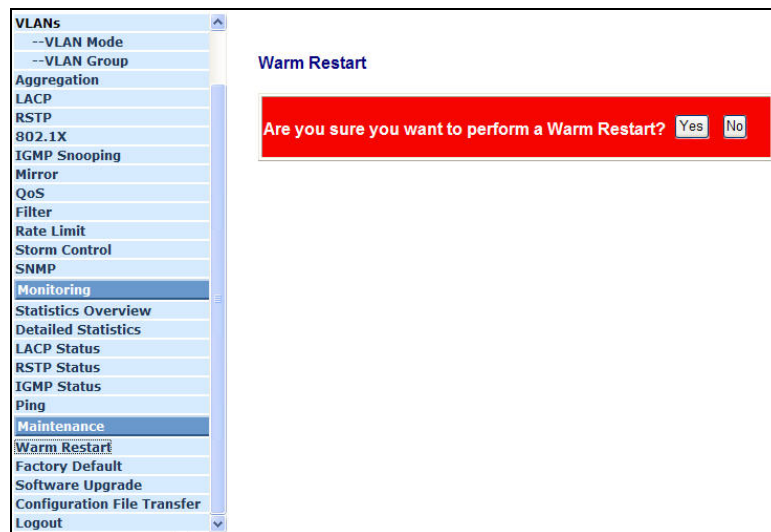 VLANs
--VLAN Mode
--VLAN Group
Aggregation
LACP
RSTP
802.1X
IGMP Snooping
Mirror
QoS
Filter
Rate Limit
Storm Control
SNMP
Monitoring
Statistics Overview
Detailed Statistics
LACP Status
RSTP Status
IGMP Status
Ping
Maintenance
Warm Restart
Factory Default
Software Upgrade
Configuration File Transfer
Logout
Warm Restart
Are you sure you want to perform a Warm Restart? Yes No